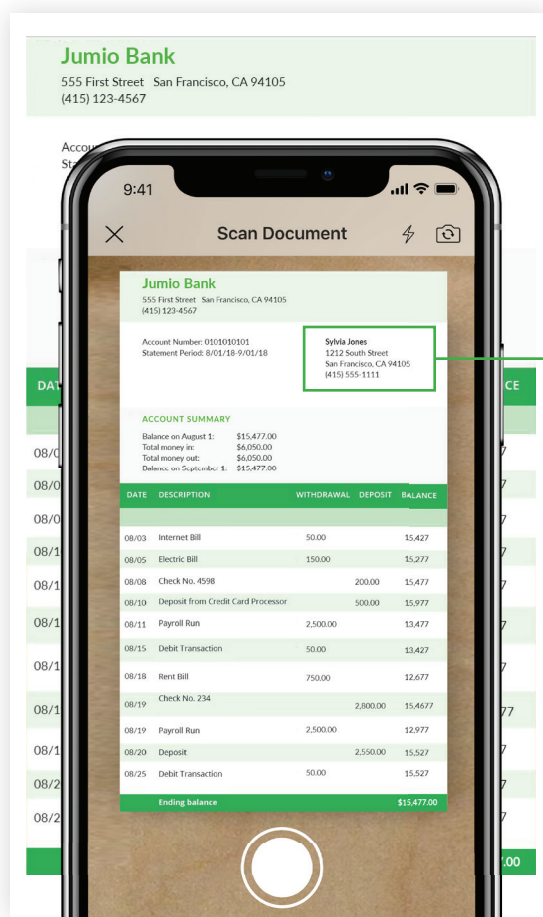 Jumio Bank
555 First Street San Francisco, CA 94105
(415) 123-4567
9:41
Scan Document
Jumio Bank
555 First Street San Francisco, CA 94105
(415) 123-4567
Account Number: 0101010101
Statement Period: 8/01/18-9/01/18
Sylvia Jones
1212 South Street
San Francisco, CA 94105
(415) 555-1111
ACCOUNT SUMMARY
Balance on August 1: $15,477.00
Total money in: $6,050.00
Total money out: $6,050.00
Balance on September 1: $15,477.00
DATE DESCRIPTION WITHDRAWAL DEPOSIT BALANCE
08/03 Internet Bill 50.00 15,427
08/05 Electric Bill 150.00 15,277
08/08 Check No. 4598 200.00 15,477
08/10 Deposit from Credit Card Processor 500.00 15,977
08/11 Payroll Run 2,500.00 13,477
08/15 Debit Transaction 50.00 13,427
08/18 Rent Bill 750.00 12,677
08/19 Check No. 234 2,800.00 15,4677
08/19 Payroll Run 2,500.00 12,977
08/20 Deposit 2,550.00 15,527
08/25 Debit Transaction 50.00 15,527
Ending balance $15,477.00